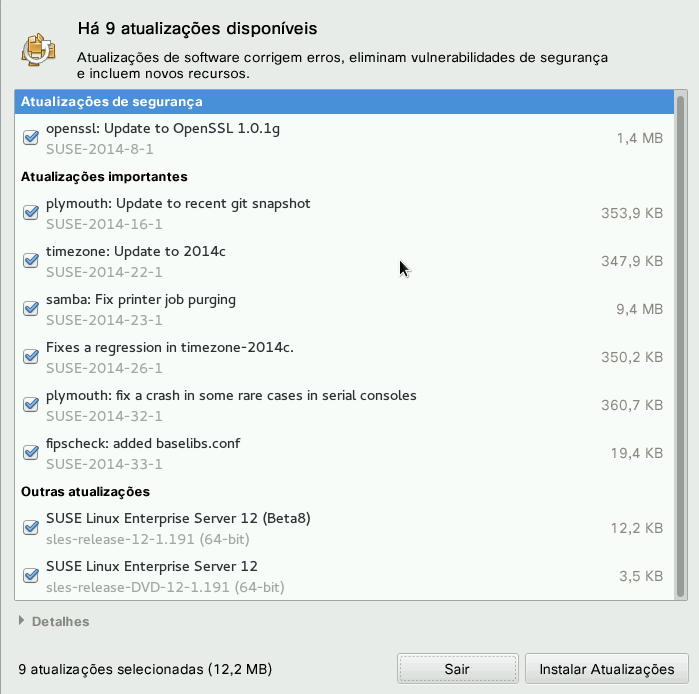 Há 9 atualizações disponíveis
Atualizações de software corrigem erros, eliminam vulnerabilidades de segurança
e incluem novos recursos.
Atualizações de segurança
openssl: Update to OpenSSL 1.0.1g
SUSE-2014-8-1
1,4 MB
Atualizações importantes
plymouth: Update to recent git snapshot
SUSE-2014-16-1
353,9 KB
timezone: Update to 2014c
SUSE-2014-22-1
347,9 KB
samba: Fix printer job purging
SUSE-2014-23-1
9,4 MB
Fixes a regression in timezone-2014c.
SUSE-2014-26-1
350,2 KB
plymouth: fix a crash in some rare cases in serial consoles
SUSE-2014-32-1
360,7 KB
fipscheck: added baselibs.conf
SUSE-2014-33-1
19,4 KB
Outras atualizações
SUSE Linux Enterprise Server 12 (Beta8)
sles-release-12-1.191 (64-bit)
12,2 KB
SUSE Linux Enterprise Server 12
sles-release-DVD-12-1.191 (64-bit)
3,5 KB
Detalhes
9 atualizações selecionadas (12,2 MB)
Sair
Instalar Atualizações